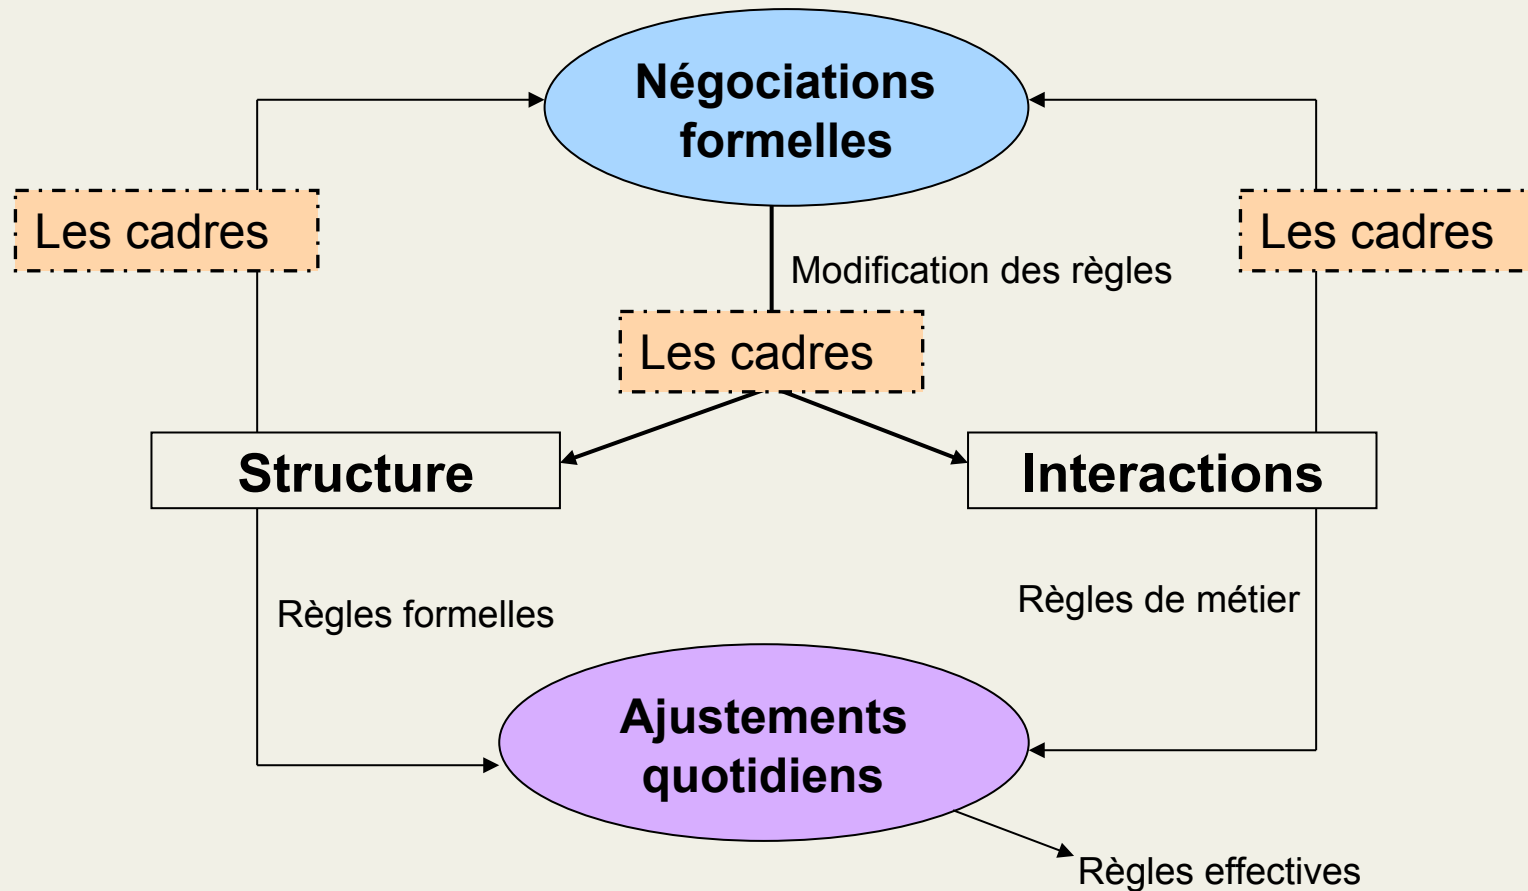 Négociations
formelles
Les cadres
Les cadres
Modification des règles
Les cadres
Structure
Interactions
Règles formelles
Règles de métier
Ajustements
quotidiens
Règles effectives